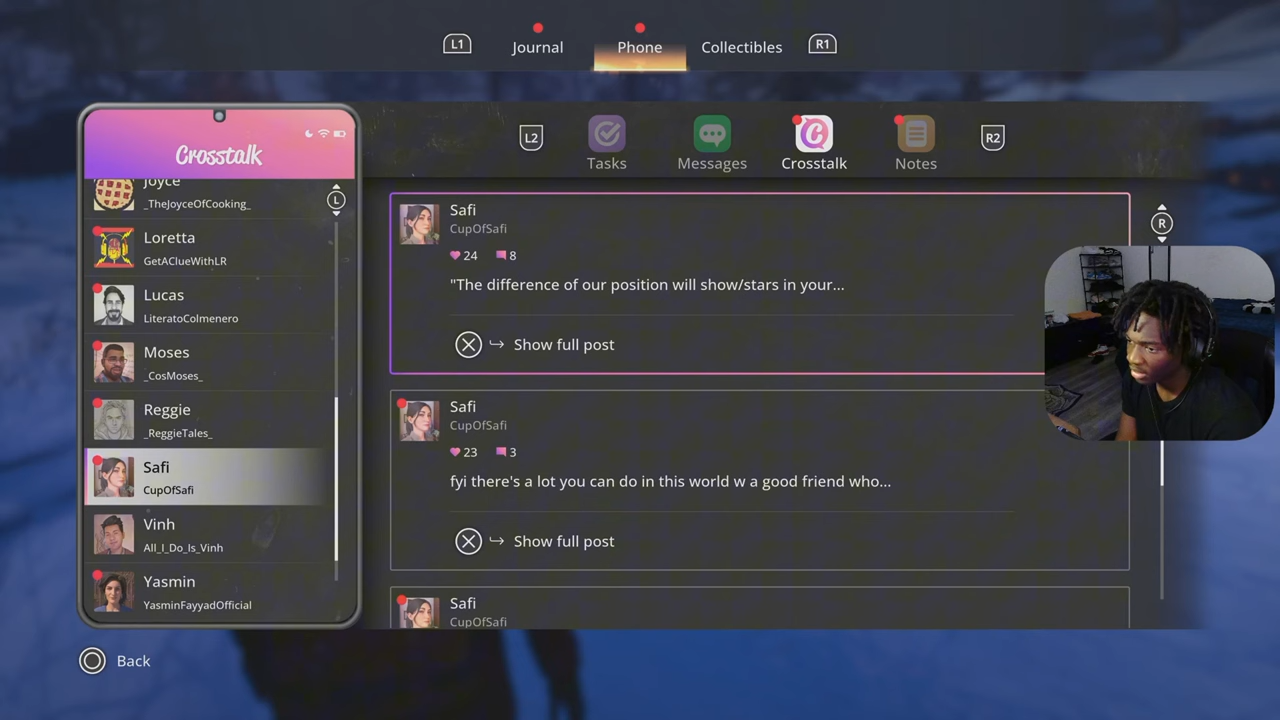 L1
Journal
Phone
Collectibles
R1
Crosstalk
L2
Tasks
Messages
Crosstalk
Notes
R2
Joyce
_TheJoyceOfCooking_
L
Loretta
GetAClueWithLR
Lucas
LiteratoColmenero
Moses
_CosMoses_
Reggie
_ReggieTales_
Safi
CupOfSafi
Vinh
All_I_Do_Is_Vinh
Yasmin
YasminFayyadOfficial
Safi
CupOfSafi
24 8
"The difference of our position will show/stars in your...
Show full post
R
Safi
CupOfSafi
23 3
fyi there's a lot you can do in this world w a good friend who...
Show full post
Safi
CupOfSafi
Back